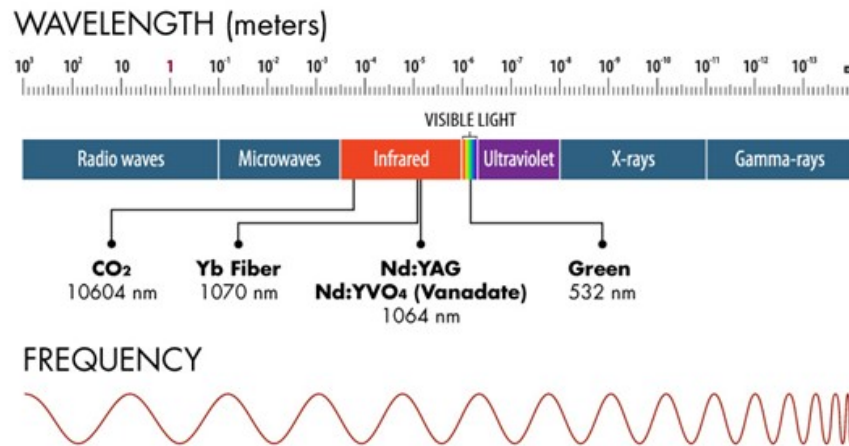 WAVELENGTH (meters)
10³ 10² 10 1 10⁻¹ 10⁻² 10⁻³ 10⁻⁴ 10⁻⁵ 10⁻⁶ 10⁻⁷ 10⁻⁸ 10⁻⁹ 10⁻¹⁰ 10⁻¹¹ 10⁻¹² 10⁻¹³
VISIBLE LIGHT
Radio waves Microwaves Infrared Ultraviolet X-rays Gamma-rays
CO₂ Yb Fiber Nd:YAG Green
10604 nm 1070 nm Nd:YVO₄ (Vanadate) 532 nm
1064 nm
FREQUENCY